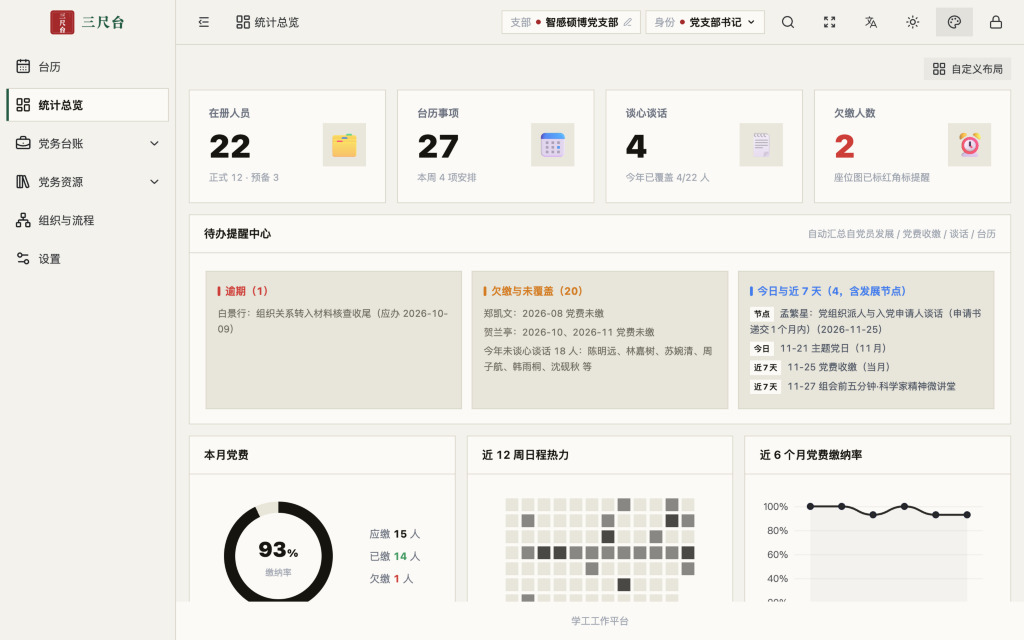 三尺台
三尺台
统计总览
支部 智感硕博党支部
身份 党支部书记
台历
统计总览
党务台账
党务资源
组织与流程
设置
自定义布局
在册人员
22
正式 12 · 预备 3
台历事项
27
本周 4 项安排
谈心谈话
4
今年已覆盖 4/22 人
欠缴人数
2
座位图已标红角标提醒
待办提醒中心
自动汇总自党员发展 / 党费收缴 / 谈话 / 台历
逾期（1）
白景行：组织关系转入材料核查收尾（应办 2026-10-
09）
欠缴与未覆盖（20）
郑凯文：2026-08 党费未缴
贺兰亭：2026-10、2026-11 党费未缴
今年未谈心谈话 18 人：陈明远、林嘉树、苏婉清、周
子航、韩雨桐、沈砚秋 等
今日与近 7 天（4，含发展节点）
节点 孟繁星：党组织派人与入党申请人谈话（申请书
递交 1 个月内）（2026-11-25）
今日 11-21 主题党日（11 月）
近 7 天 11-25 党费收缴（当月）
近 7 天 11-27 组会前五分钟·科学家精神微讲堂
本月党费
93%
缴纳率
应缴 15 人
已缴 14 人
欠缴 1 人
近 12 周日程热力
近 6 个月党费缴纳率
100%
80%
60%
40%
学工工作平台